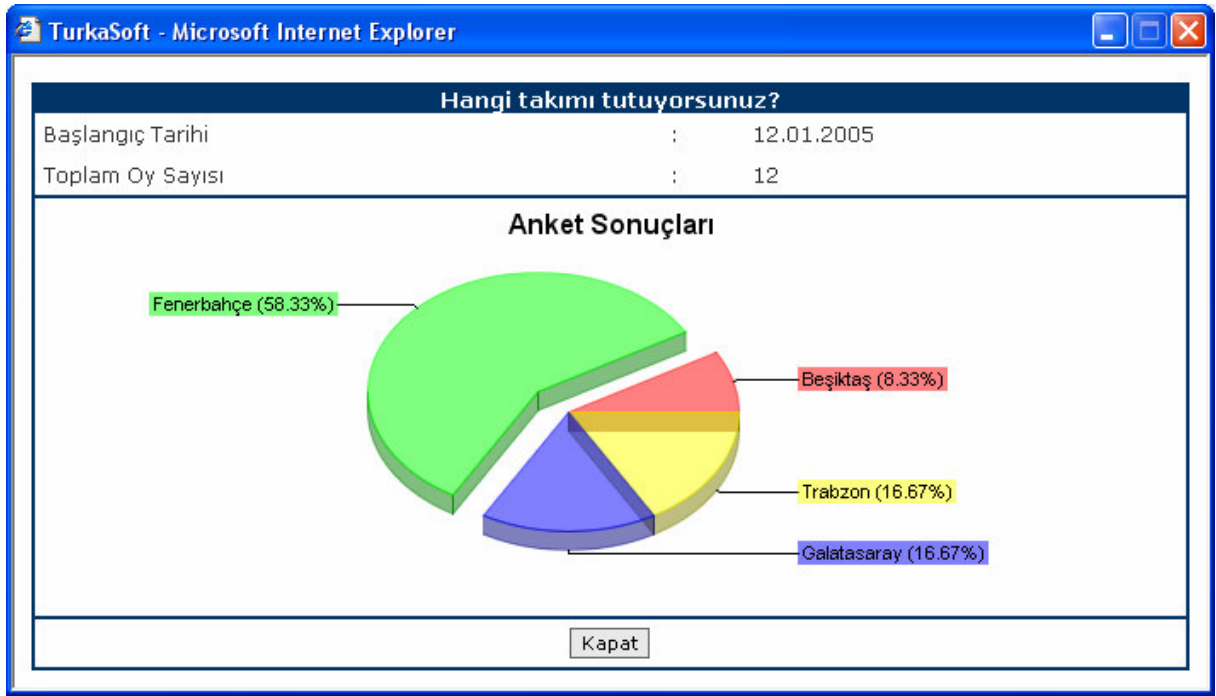 TurkaSoft - Microsoft Internet Explorer
Hangi takımı tutuyorsunuz?
Başlangıç Tarihi : 12.01.2005
Toplam Oy Sayısı : 12
Anket Sonuçları
Fenerbahçe (58.33%)
Beşiktaş (8.33%)
Trabzon (16.67%)
Galatasaray (16.67%)
Kapat